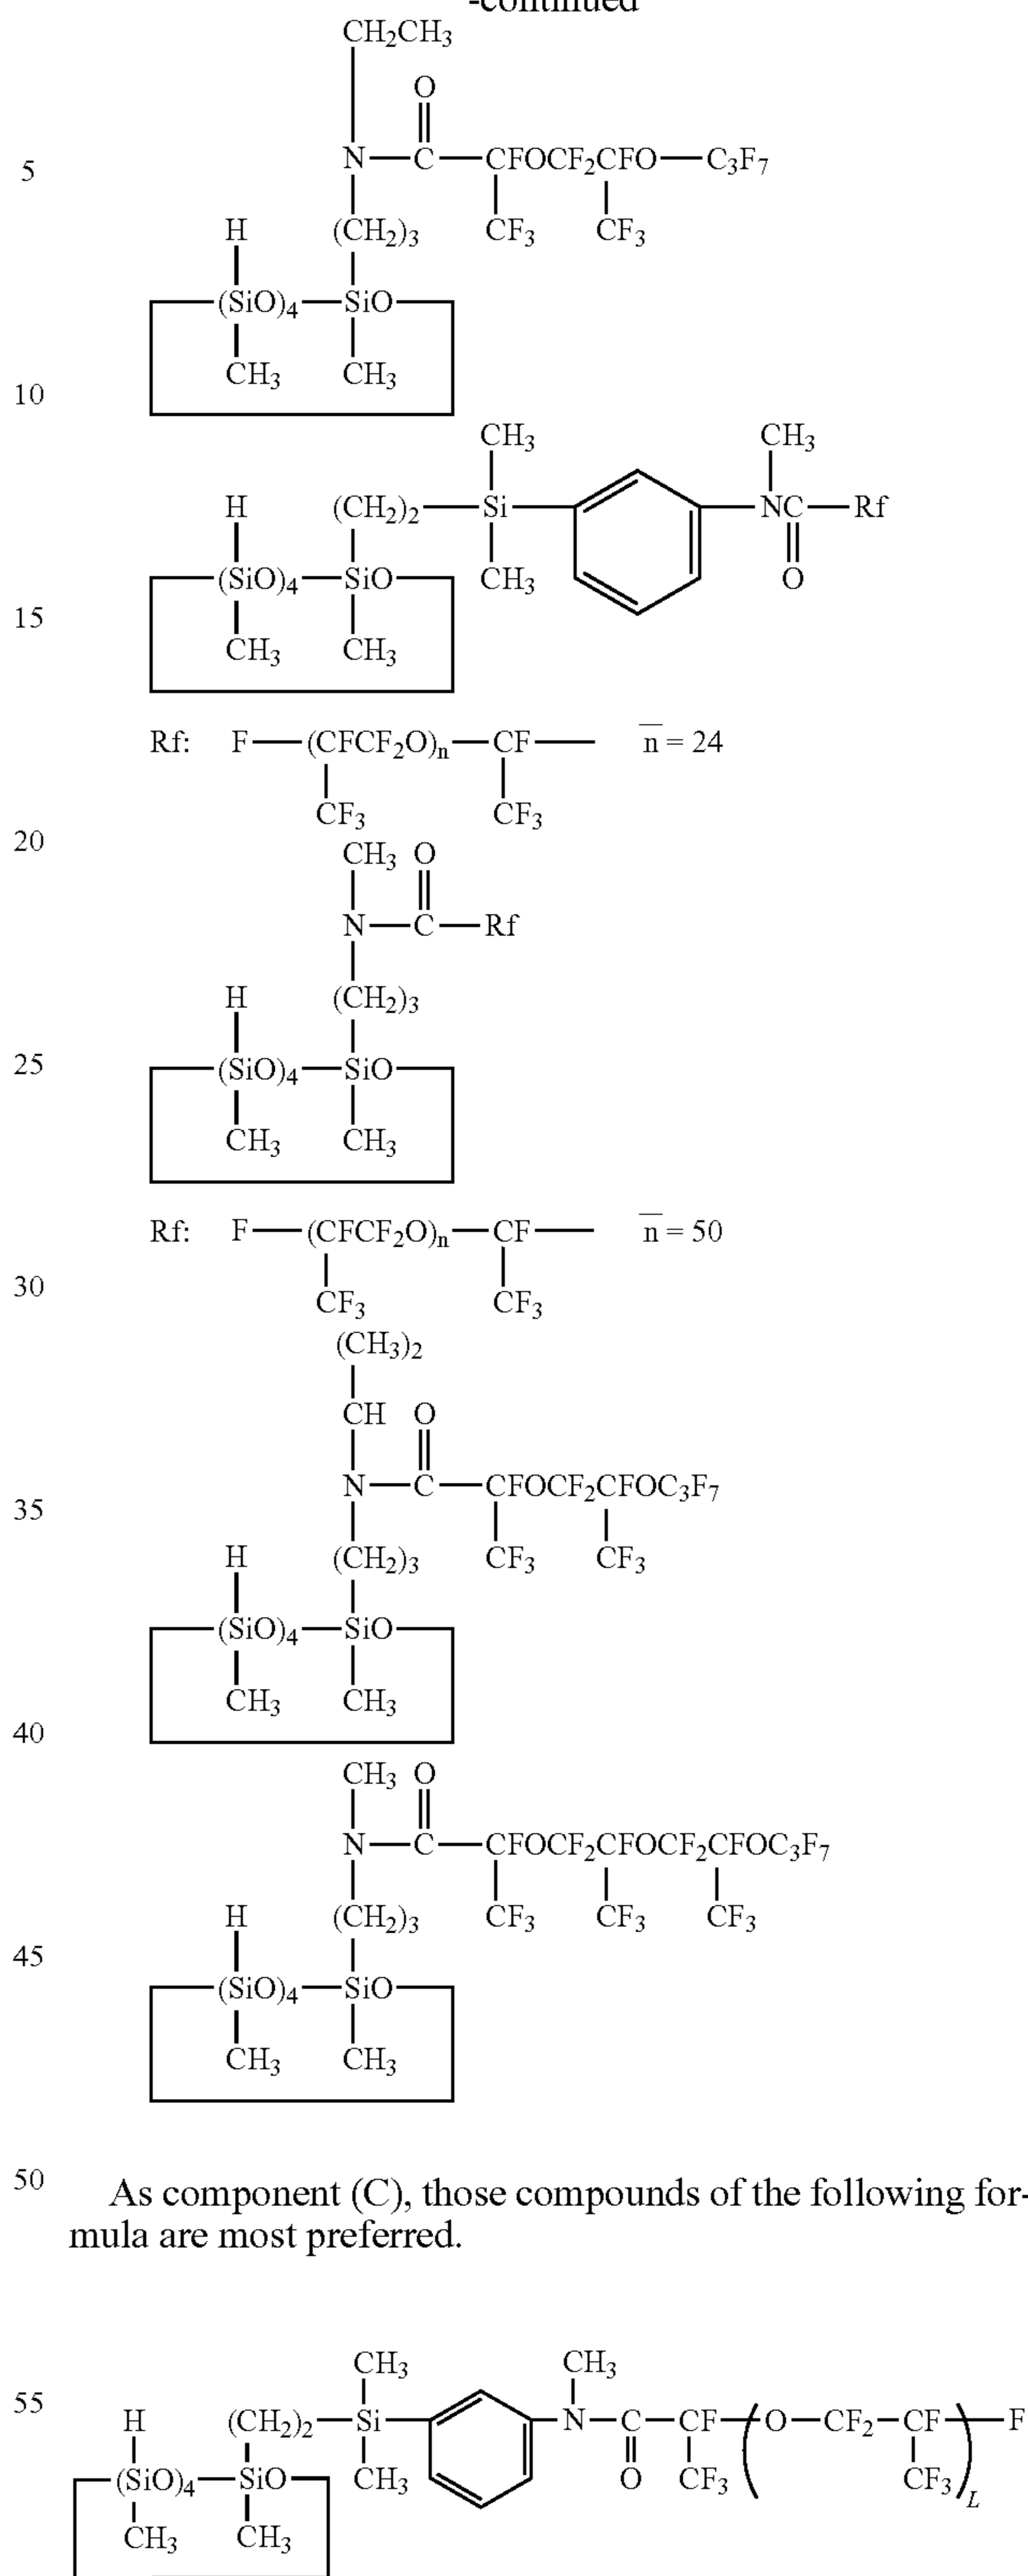 -continued
CH₂CH₃
O
5
N—C—CFOCF₂CFO—C₃F₇
H (CH₂)₃ CF₃ CF₃
(SiO)₄—SiO
CH₃ CH₃
10
CH₃ CH₃
H (CH₂)₂—Si NC—Rf
(SiO)₄—SiO CH₃ O
15
CH₃ CH₃
Rf: F—(CFCF₂O)ₙ—CF— n̅ = 24
CF₃ CF₃
20
CH₃ O
N—C—Rf
H (CH₂)₃
25
(SiO)₄—SiO
CH₃ CH₃
Rf: F—(CFCF₂O)ₙ—CF— n̅ = 50
30
CF₃ CF₃
(CH₃)₂
CH O
N—C—CFOCF₂CFOC₃F₇
35
H (CH₂)₃ CF₃ CF₃
(SiO)₄—SiO
CH₃ CH₃
40
CH₃ O
N—C—CFOCF₂CFOCF₂CFOC₃F₇
H (CH₂)₃ CF₃ CF₃ CF₃
45
(SiO)₄—SiO
CH₃ CH₃
50
As component (C), those compounds of the following for-
mula are most preferred.
CH₃ CH₃
55
H (CH₂)₂—Si N—C—CF—(O—CF₂—CF)L—F
(SiO)₄—SiO CH₃ O CF₃ CF₃
CH₃ CH₃